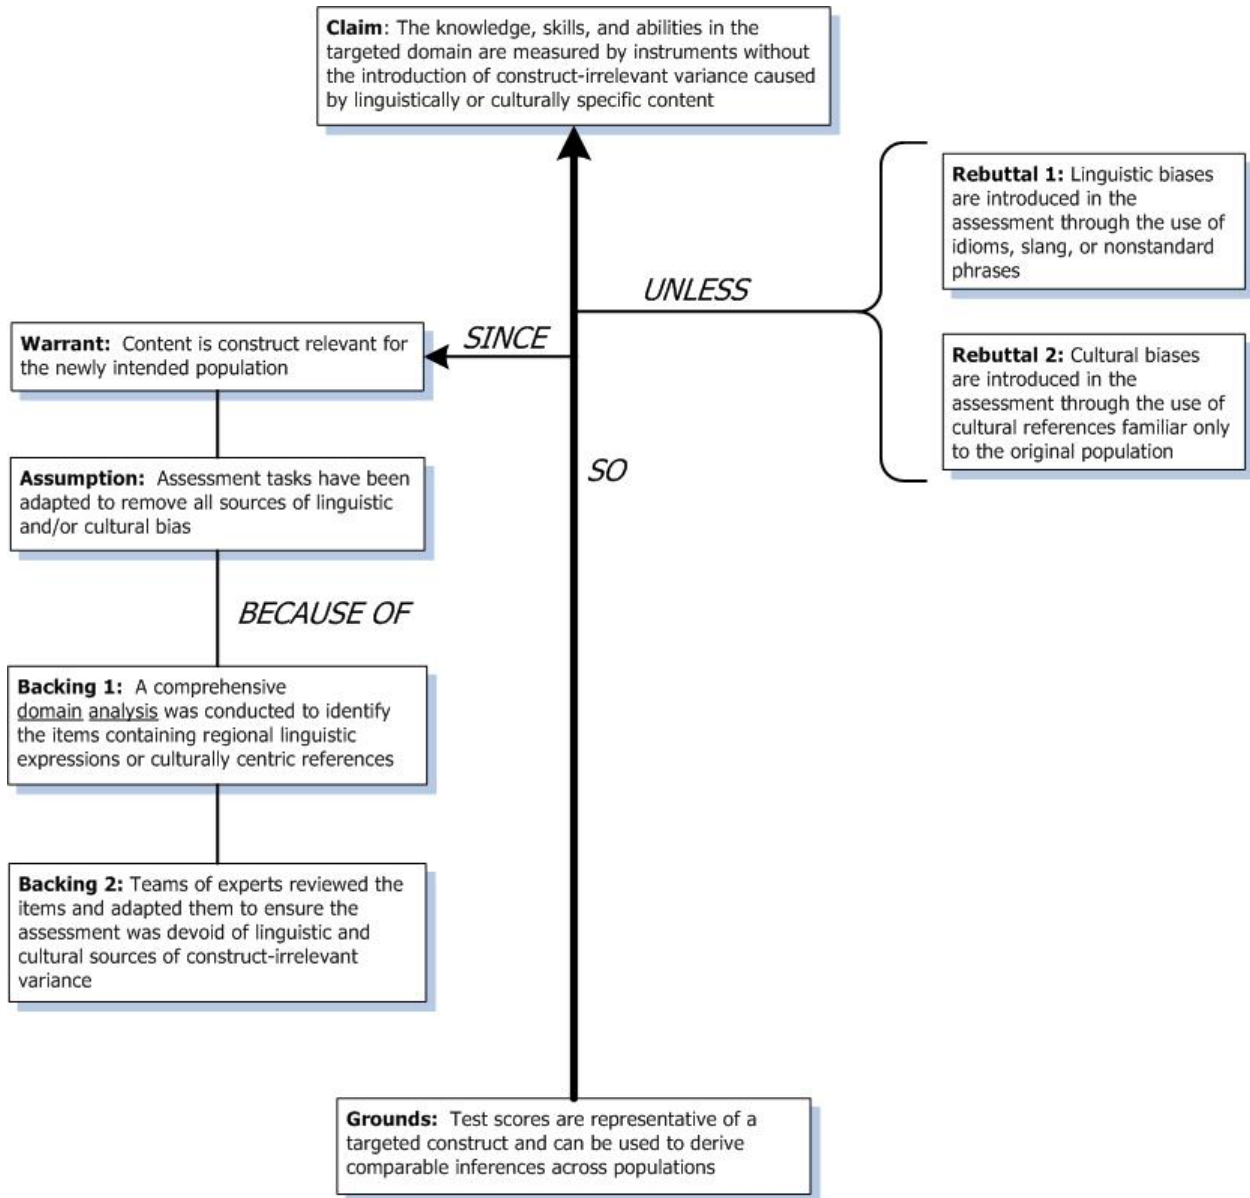 Claim: The knowledge, skills, and abilities in the
targeted domain are measured by instruments without
the introduction of construct-irrelevant variance caused
by linguistically or culturally specific content
Rebuttal 1: Linguistic biases
are introduced in the
assessment through the use of
idioms, slang, or nonstandard
phrases
UNLESS
SINCE
Warrant: Content is construct relevant for
the newly intended population
Rebuttal 2: Cultural biases
are introduced in the
assessment through the use of
cultural references familiar only
to the original population
SO
Assumption: Assessment tasks have been
adapted to remove all sources of linguistic
and/or cultural bias
BECAUSE OF
Backing 1: A comprehensive
domain analysis was conducted to identify
the items containing regional linguistic
expressions or culturally centric references
Backing 2: Teams of experts reviewed the
items and adapted them to ensure the
assessment was devoid of linguistic and
cultural sources of construct-irrelevant
variance
Grounds: Test scores are representative of a
targeted construct and can be used to derive
comparable inferences across populations